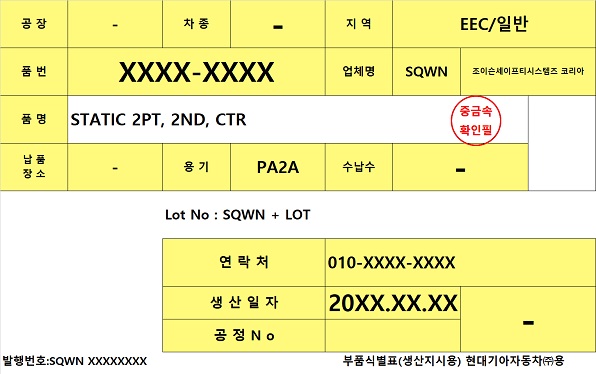 공 장 - 차 종 - 지 역 EEC/일반
품 번 XXXX-XXXX 업체명 SQWN 조이슨세이프티시스템즈 코리아
품 명 STATIC 2PT, 2ND, CTR 중금속
확인필
납 품
장 소 - 용 기 PA2A 수납수 -
Lot No : SQWN + LOT
연 락 처 010-XXXX-XXXX
생 산 일 자 20XX.XX.XX -
공 정 N o
발행번호:SQWN XXXXXXXX 부품식별표(생산지시용) 현대기아자동차㈜용